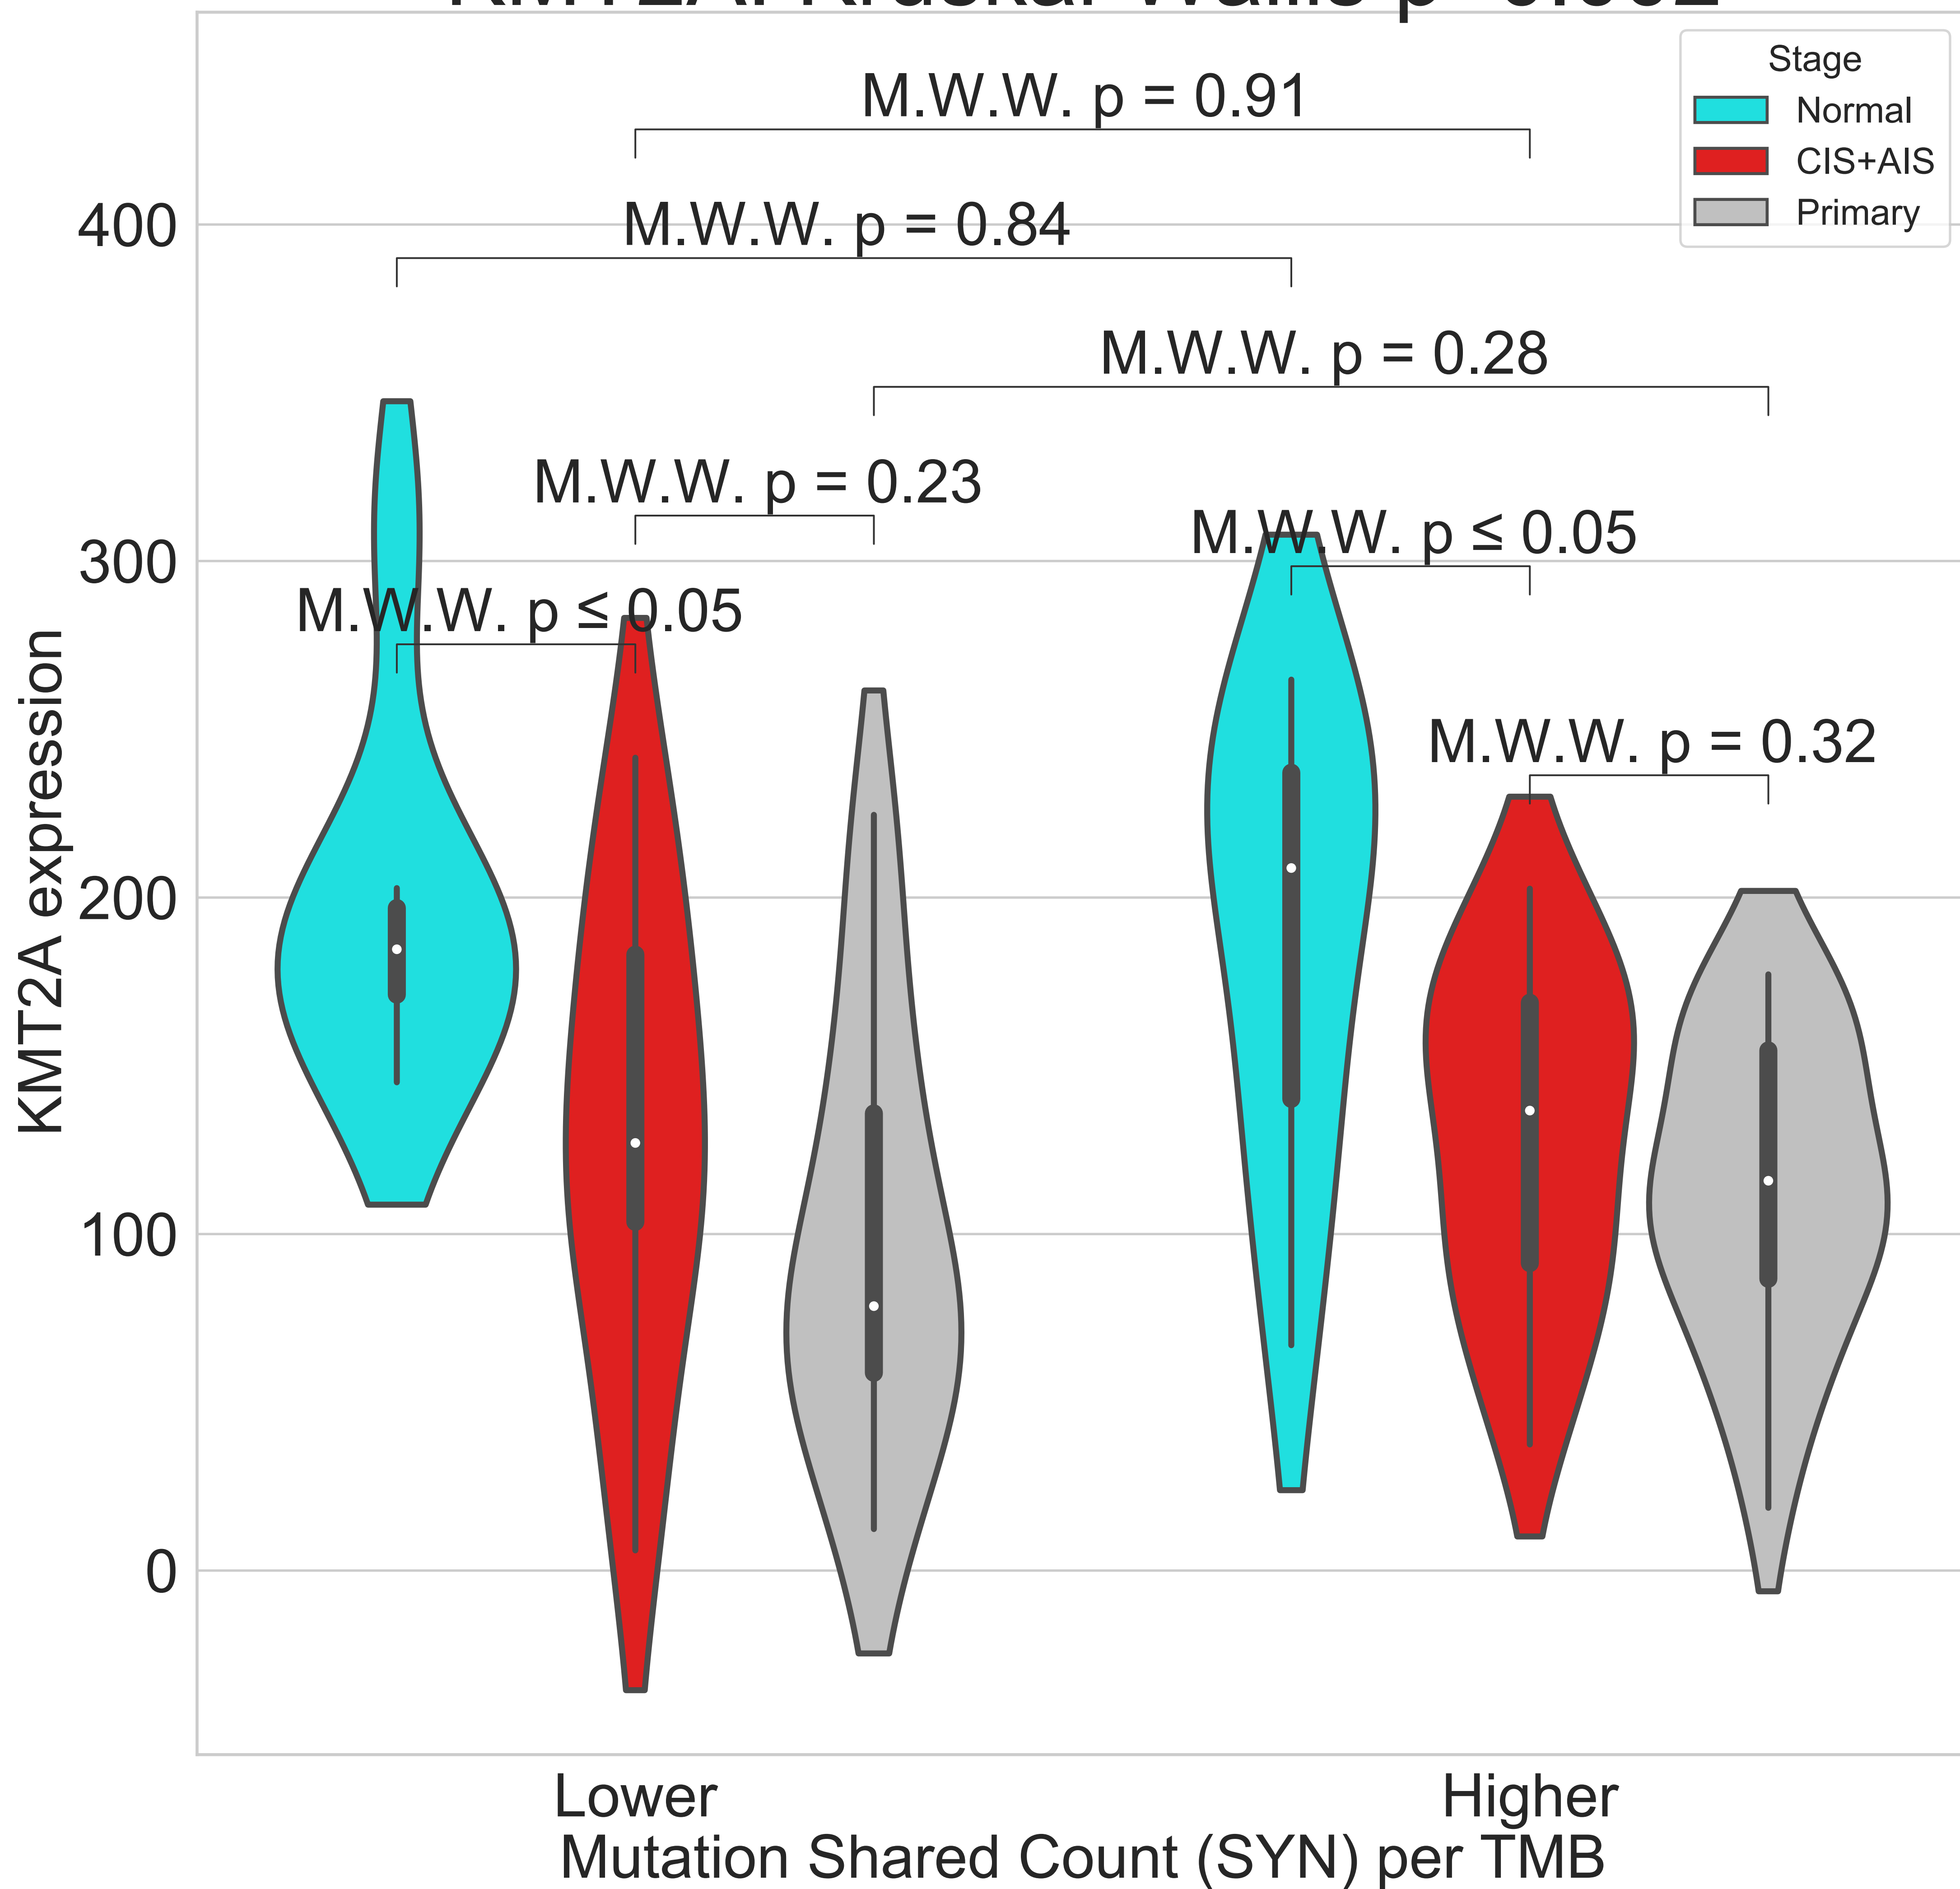 Stage
Normal
CIS+AIS
Primary
M.W.W. p = 0.91
M.W.W. p = 0.84
M.W.W. p = 0.28
M.W.W. p = 0.23
M.W.W. p ≤ 0.05
M.W.W. p ≤ 0.05
M.W.W. p = 0.32
KMT2A expression
400
300
200
100
0
Lower
Higher
Mutation Shared Count (SYN) per TMB